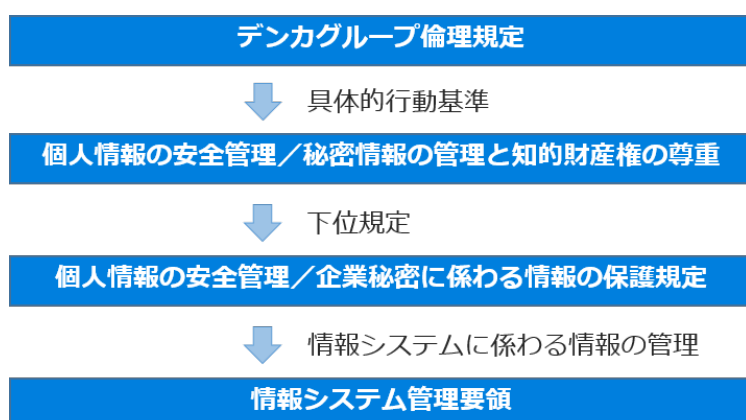 デンカグループ倫理規定
具体的行動基準
個人情報の安全管理／秘密情報の管理と知的財産権の尊重
下位規定
個人情報の安全管理／企業秘密に係わる情報の保護規定
情報システムに係わる情報の管理
情報システム管理要領